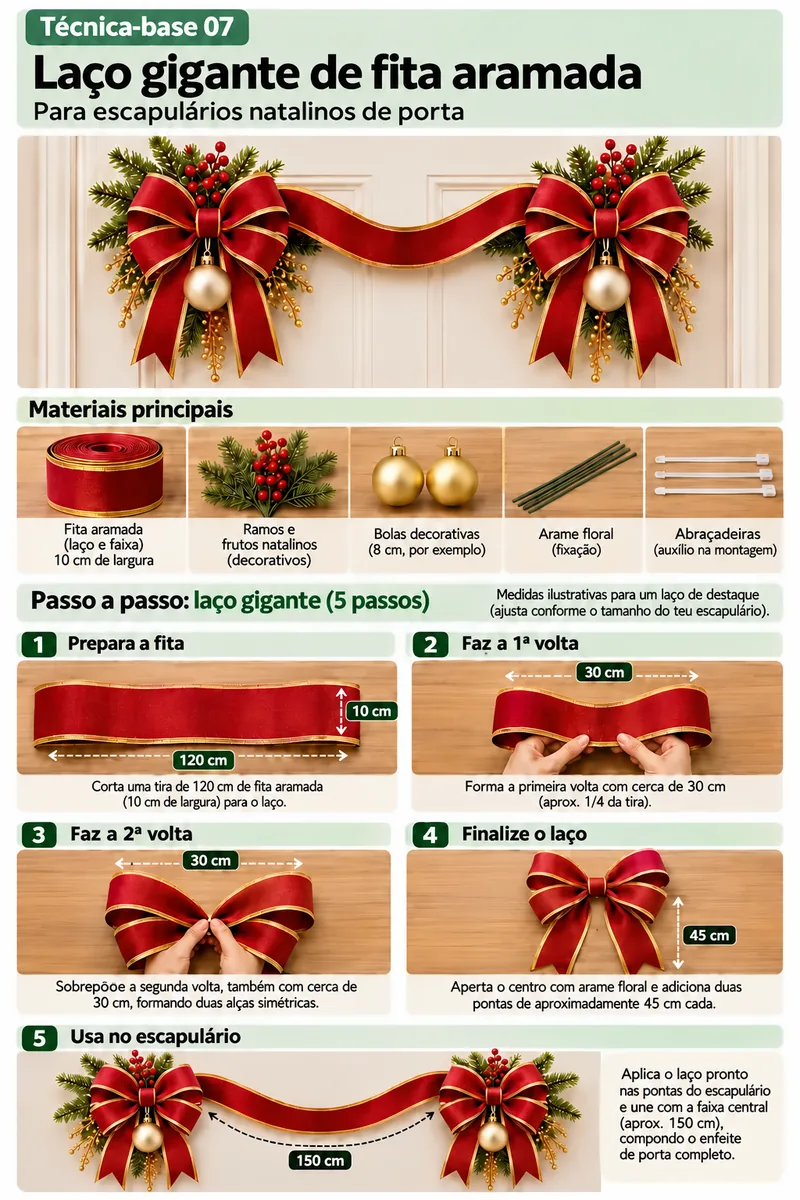 Técnica-base 07
Laço gigante de fita aramada
Para escapulários natalinos de porta
Materiais principais
Fita aramada
(laço e faixa)
10 cm de largura
Ramos e
frutos natalinos
(decorativos)
Bolas decorativas
(8 cm, por exemplo)
Arame floral
(fixação)
Abraçadeiras
(auxílio na montagem)
Passo a passo: laço gigante (5 passos)
Medidas ilustrativas para um laço de destaque
(ajusta conforme o tamanho do teu escapulário).
1 Prepara a fita
10 cm
120 cm
Corta uma tira de 120 cm de fita aramada
(10 cm de largura) para o laço.
2 Faz a 1ª volta
30 cm
Forma a primeira volta com cerca de 30 cm
(aprox. 1/4 da tira).
3 Faz a 2ª volta
30 cm
Sobrepõe a segunda volta, também com cerca de
30 cm, formando duas alças simétricas.
4 Finalize o laço
45 cm
Aperta o centro com arame floral e adiciona duas
pontas de aproximadamente 45 cm cada.
5 Usa no escapulário
150 cm
Aplica o laço pronto
nas pontas do escapulário
e une com a faixa central
(aprox. 150 cm),
compondo o enfeite
de porta completo.